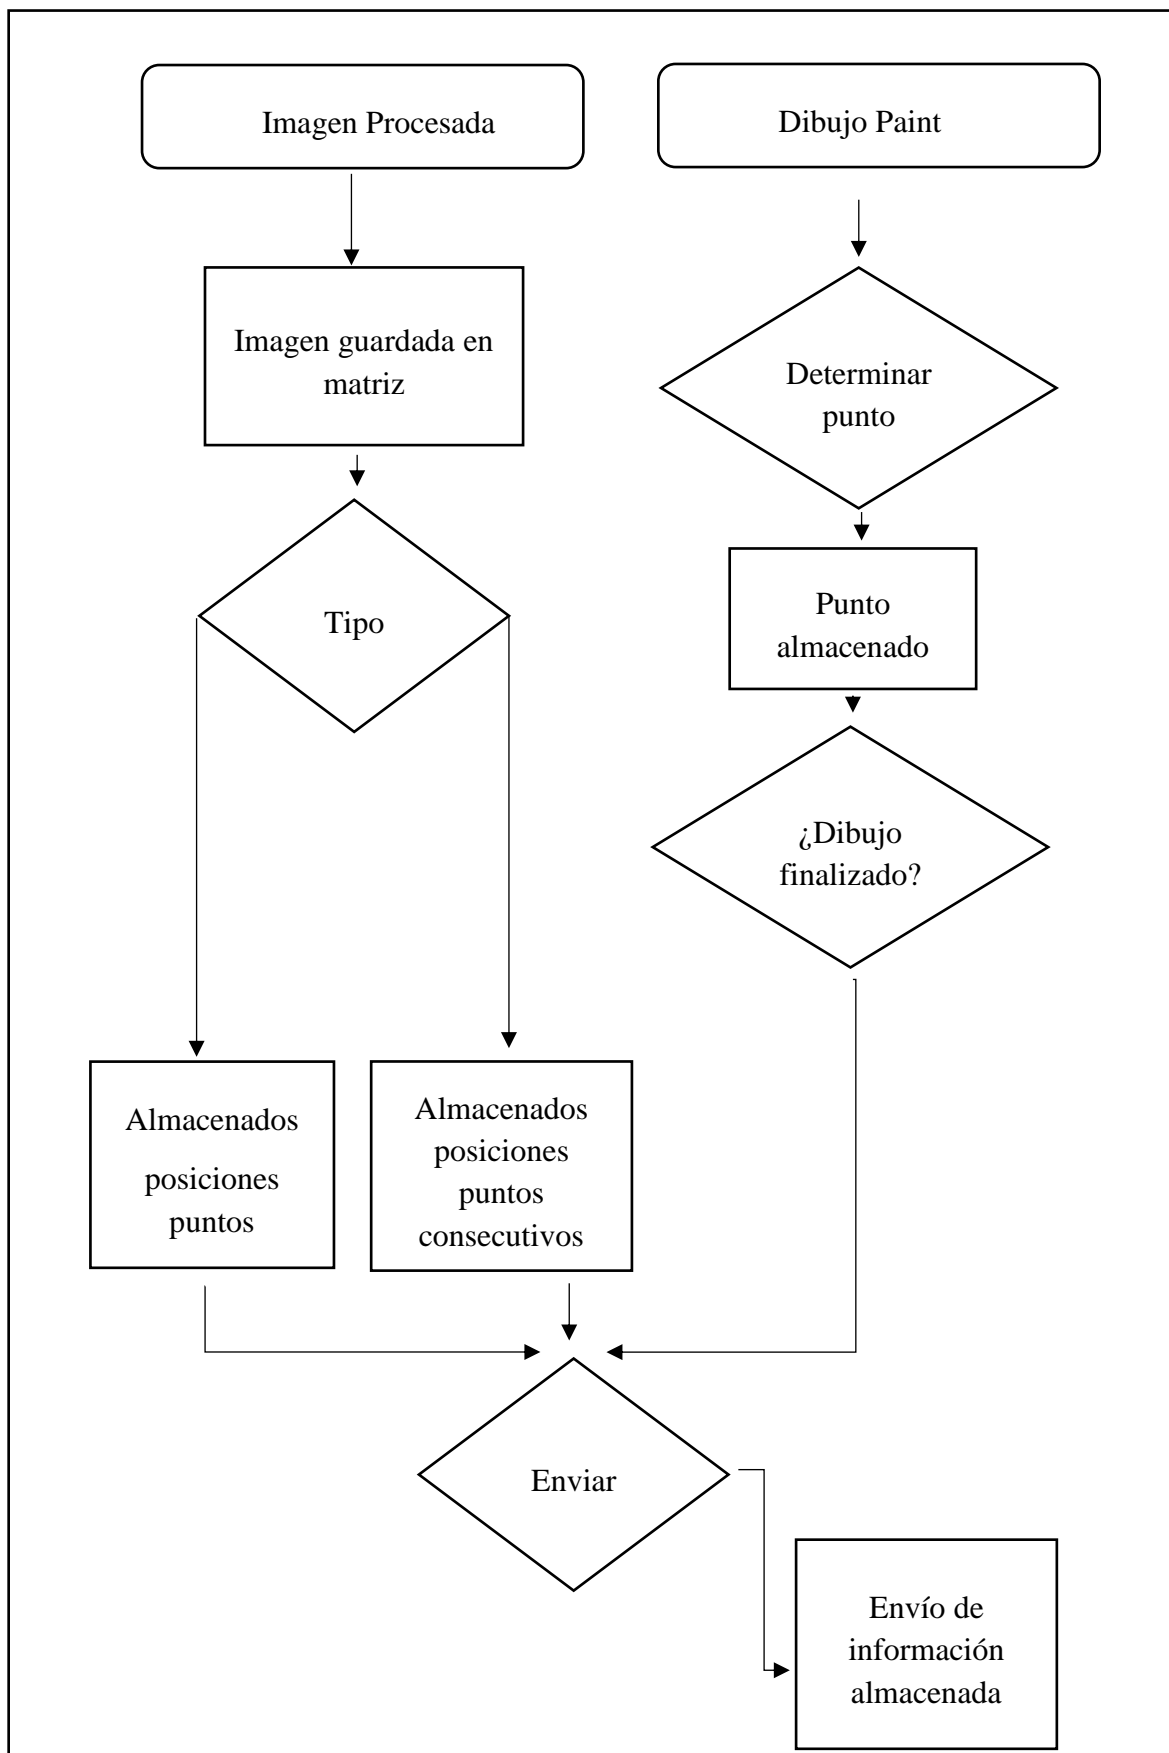 Imagen Procesada
Dibujo Paint
Imagen guardada en
matriz
Determinar
punto
Tipo
Punto
almacenado
¿Dibujo
finalizado?
Almacenados
posiciones
puntos
Almacenados
posiciones
puntos
consecutivos
Enviar
Envío de
información
almacenada